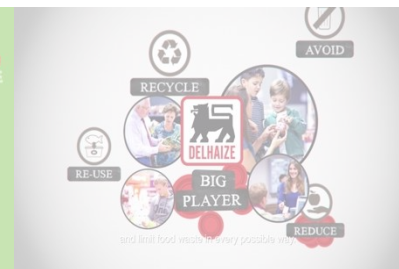 AVOID
RECYCLE
DELHAIZE
RE-USE
BIG
PLAYER
REDUCE
and limit food waste in every possible way.